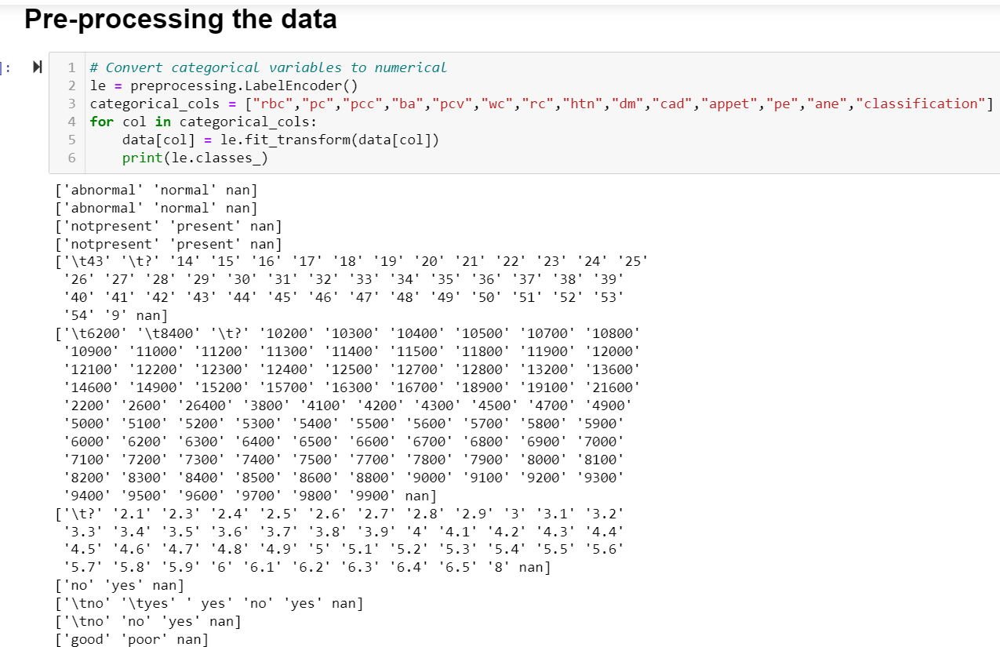 Pre-processing the data
]:
1 # Convert categorical variables to numerical
2 le = preprocessing.LabelEncoder()
3 categorical_cols = ["rbc","pc","pcc","ba","pcv","wc","rc","htn","dm","cad","appet","pe","ane","classification"]
4 for col in categorical_cols:
5     data[col] = le.fit_transform(data[col])
6     print(le.classes_)
['abnormal' 'normal' nan]
['abnormal' 'normal' nan]
['notpresent' 'present' nan]
['notpresent' 'present' nan]
['\t43' '\t?' '14' '15' '16' '17' '18' '19' '20' '21' '22' '23' '24' '25'
 '26' '27' '28' '29' '30' '31' '32' '33' '34' '35' '36' '37' '38' '39'
 '40' '41' '42' '43' '44' '45' '46' '47' '48' '49' '50' '51' '52' '53'
 '54' '9' nan]
['\t6200' '\t8400' '\t?' '10200' '10300' '10400' '10500' '10700' '10800'
 '10900' '11000' '11200' '11300' '11400' '11500' '11800' '11900' '12000'
 '12100' '12200' '12300' '12400' '12500' '12700' '12800' '13200' '13600'
 '14600' '14900' '15200' '15700' '16300' '16700' '18900' '19100' '21600'
 '2200' '2600' '26400' '3800' '4100' '4200' '4300' '4500' '4700' '4900'
 '5000' '5100' '5200' '5300' '5400' '5500' '5600' '5700' '5800' '5900'
 '6000' '6200' '6300' '6400' '6500' '6600' '6700' '6800' '6900' '7000'
 '7100' '7200' '7300' '7400' '7500' '7700' '7800' '7900' '8000' '8100'
 '8200' '8300' '8400' '8500' '8600' '8800' '9000' '9100' '9200' '9300'
 '9400' '9500' '9600' '9700' '9800' '9900' nan]
['\t?' '2.1' '2.3' '2.4' '2.5' '2.6' '2.7' '2.8' '2.9' '3' '3.1' '3.2'
 '3.3' '3.4' '3.5' '3.6' '3.7' '3.8' '3.9' '4' '4.1' '4.2' '4.3' '4.4'
 '4.5' '4.6' '4.7' '4.8' '4.9' '5' '5.1' '5.2' '5.3' '5.4' '5.5' '5.6'
 '5.7' '5.8' '5.9' '6' '6.1' '6.2' '6.3' '6.4' '6.5' '8' nan]
['no' 'yes' nan]
['\tno' '\tyes' ' yes' 'no' 'yes' nan]
['\tno' 'no' 'yes' nan]
['good' 'poor' nan]